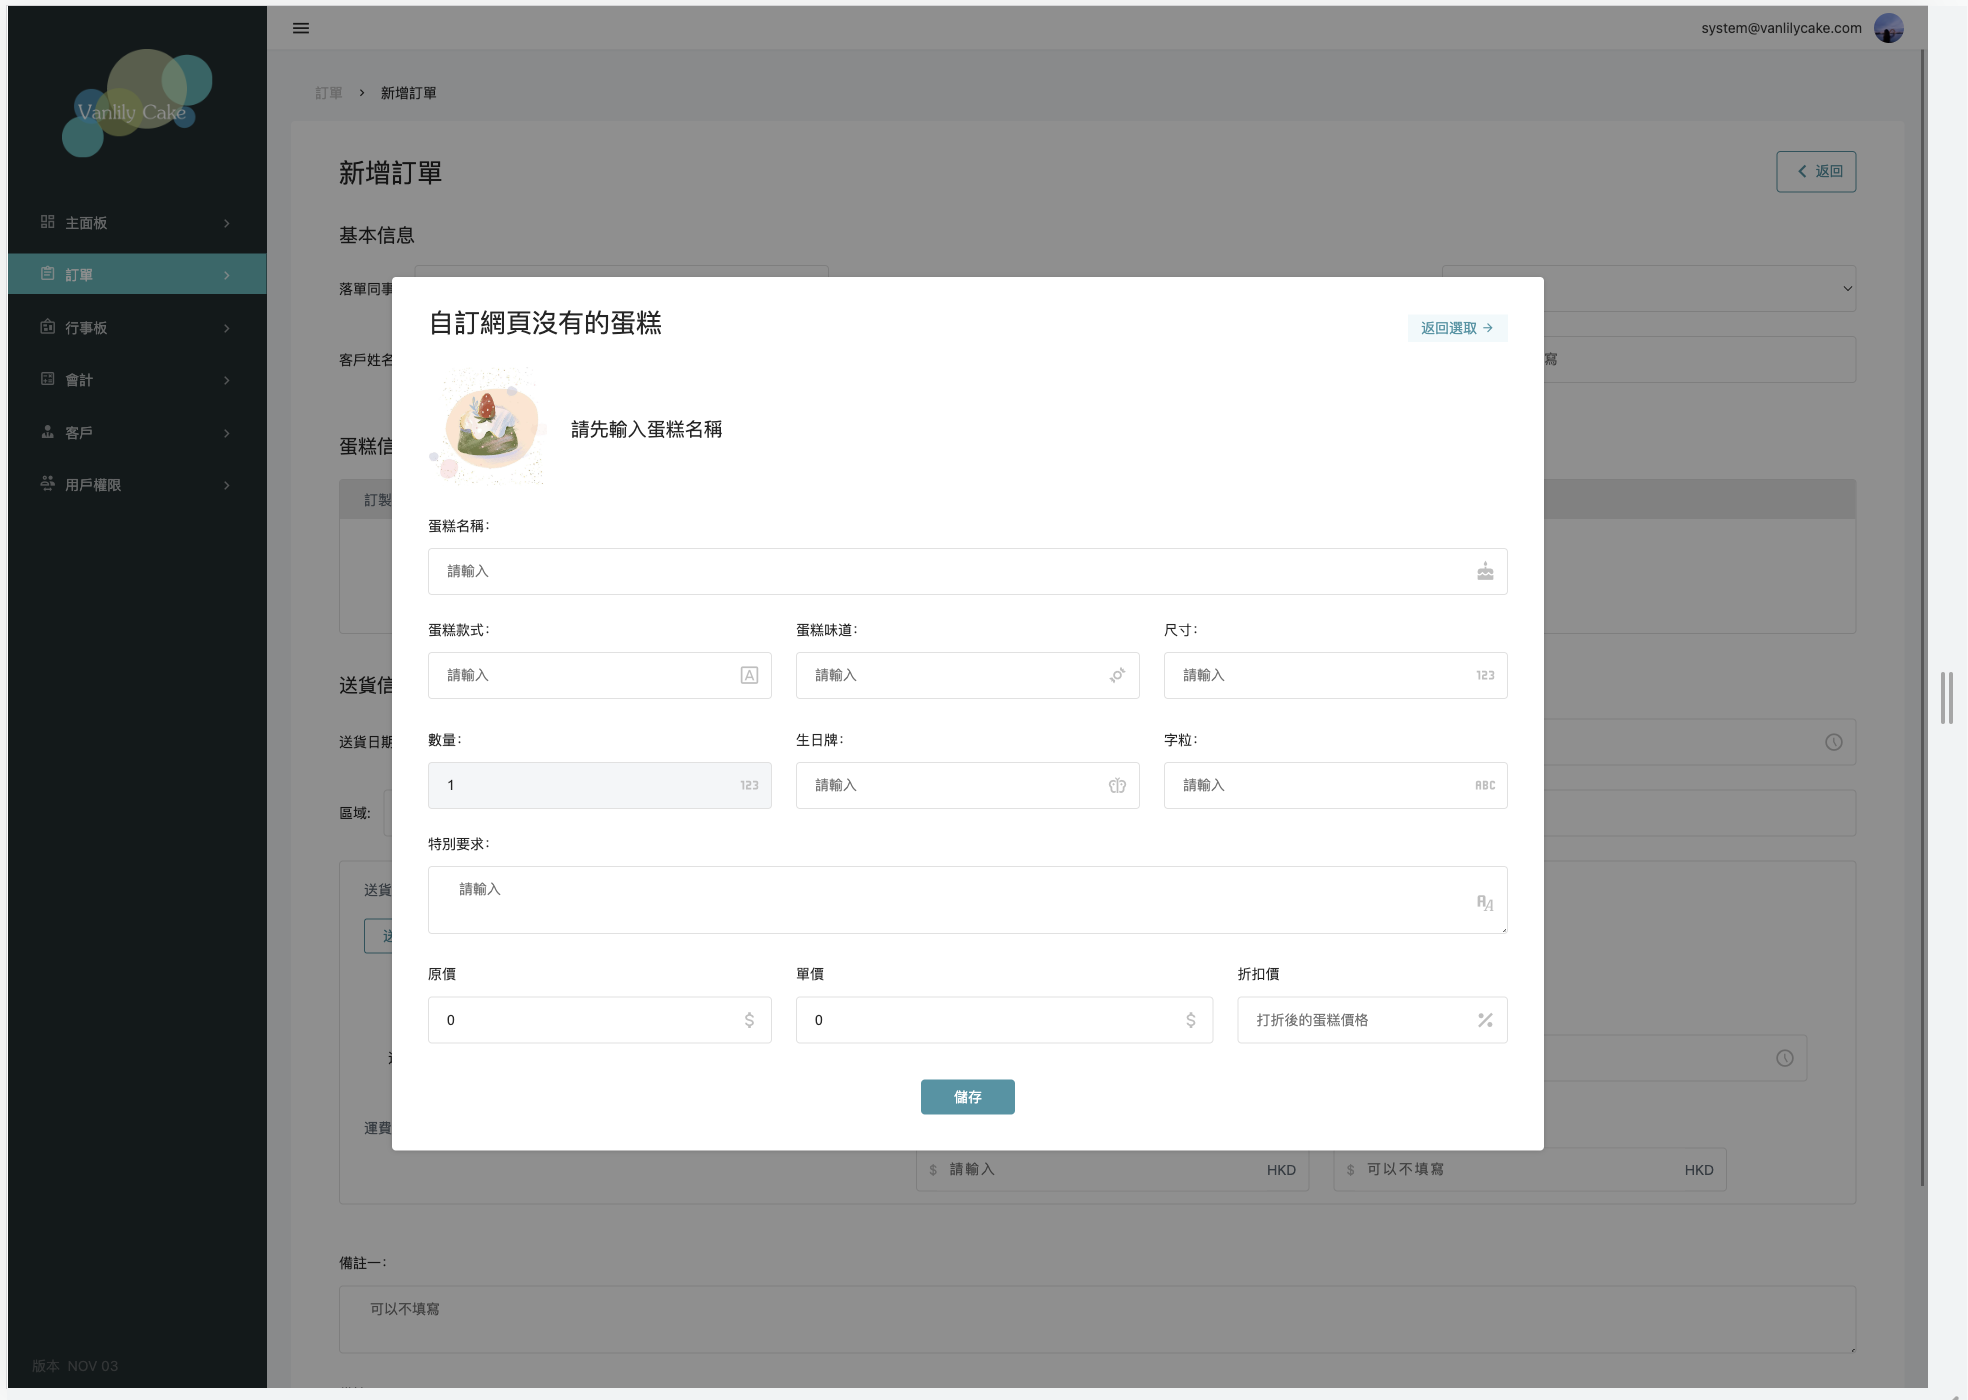 Vanlily Cake
主面板
訂單
行事板
會計
客戶
用戶權限
版本 NOV 03
system@vanlilycake.com
訂單 > 新增訂單
新增訂單
返回
基本信息
落單同事
客戶姓名
寫
蛋糕信
訂製
送貨信
送貨日期
區域:
送貨
運費
$ 請輸入 HKD
$ 可以不填寫 HKD
備註一:
可以不填寫
自訂網頁沒有的蛋糕
返回選取 →
請先輸入蛋糕名稱
蛋糕名稱:
請輸入
蛋糕款式: 蛋糕味道: 尺寸:
請輸入 A 請輸入 請輸入 123
數量: 生日牌: 字粒:
1 123 請輸入 請輸入 ABC
特別要求:
請輸入 AA
原價 單價 折扣價
0 $ 0 $ 打折後的蛋糕價格 %
儲存